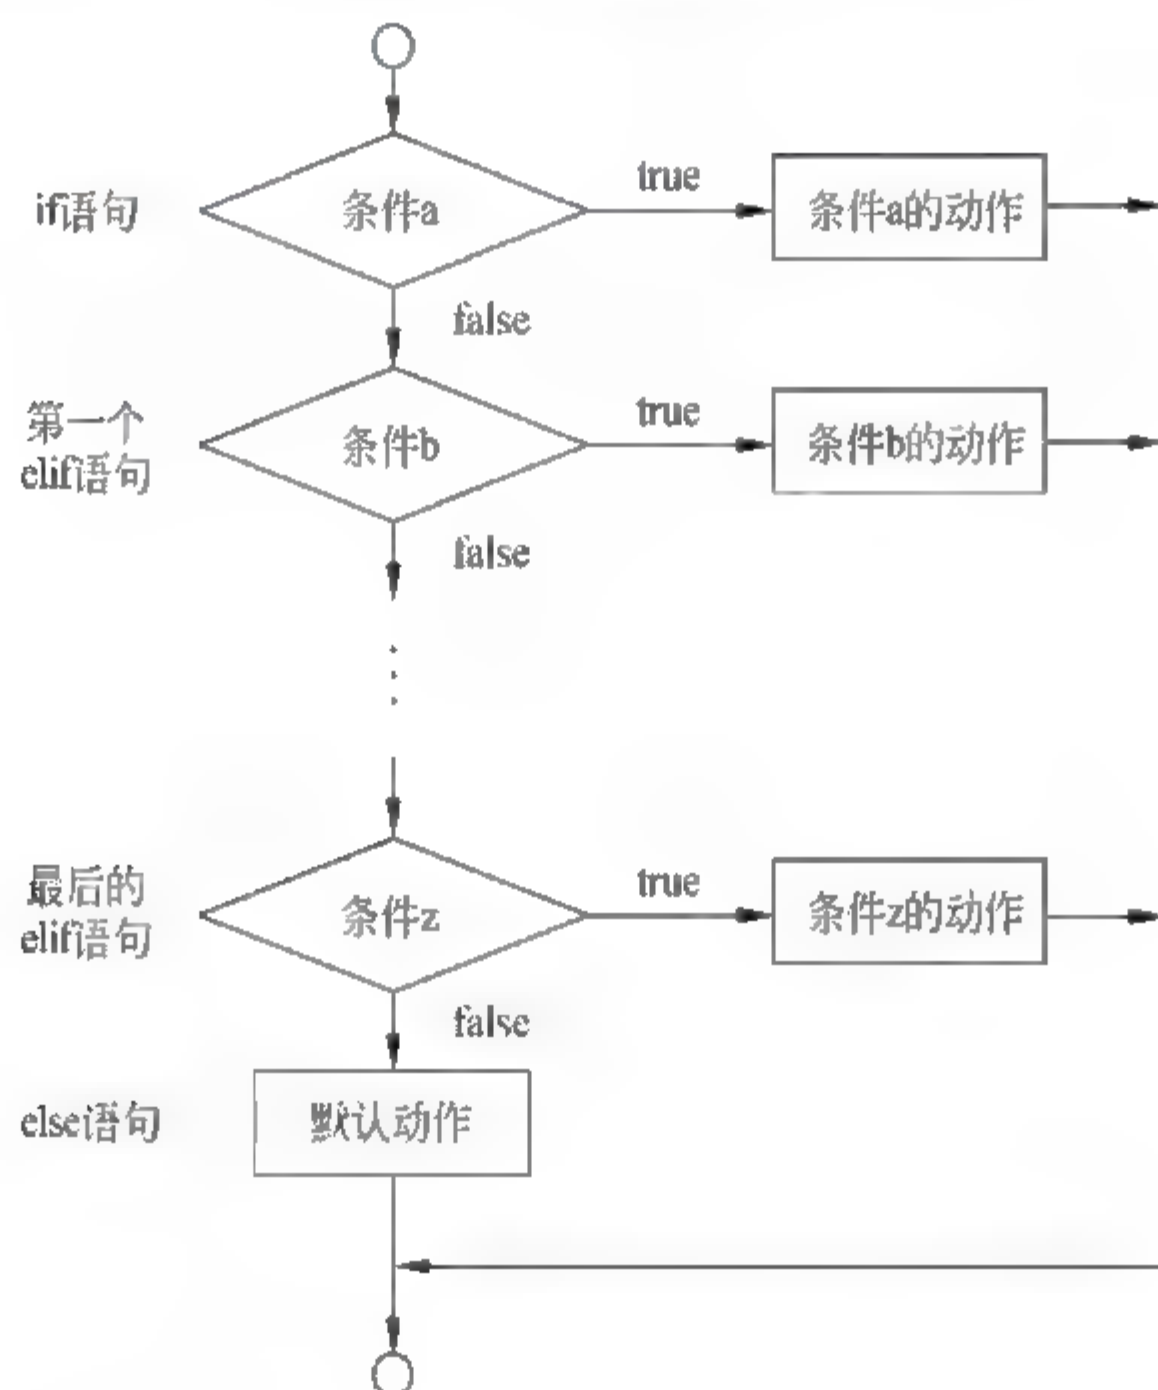 if语句
条件a
true
条件a的动作
false
第一个
elif语句
条件b
true
条件b的动作
false
最后的
elif语句
条件z
true
条件z的动作
false
else语句
默认动作